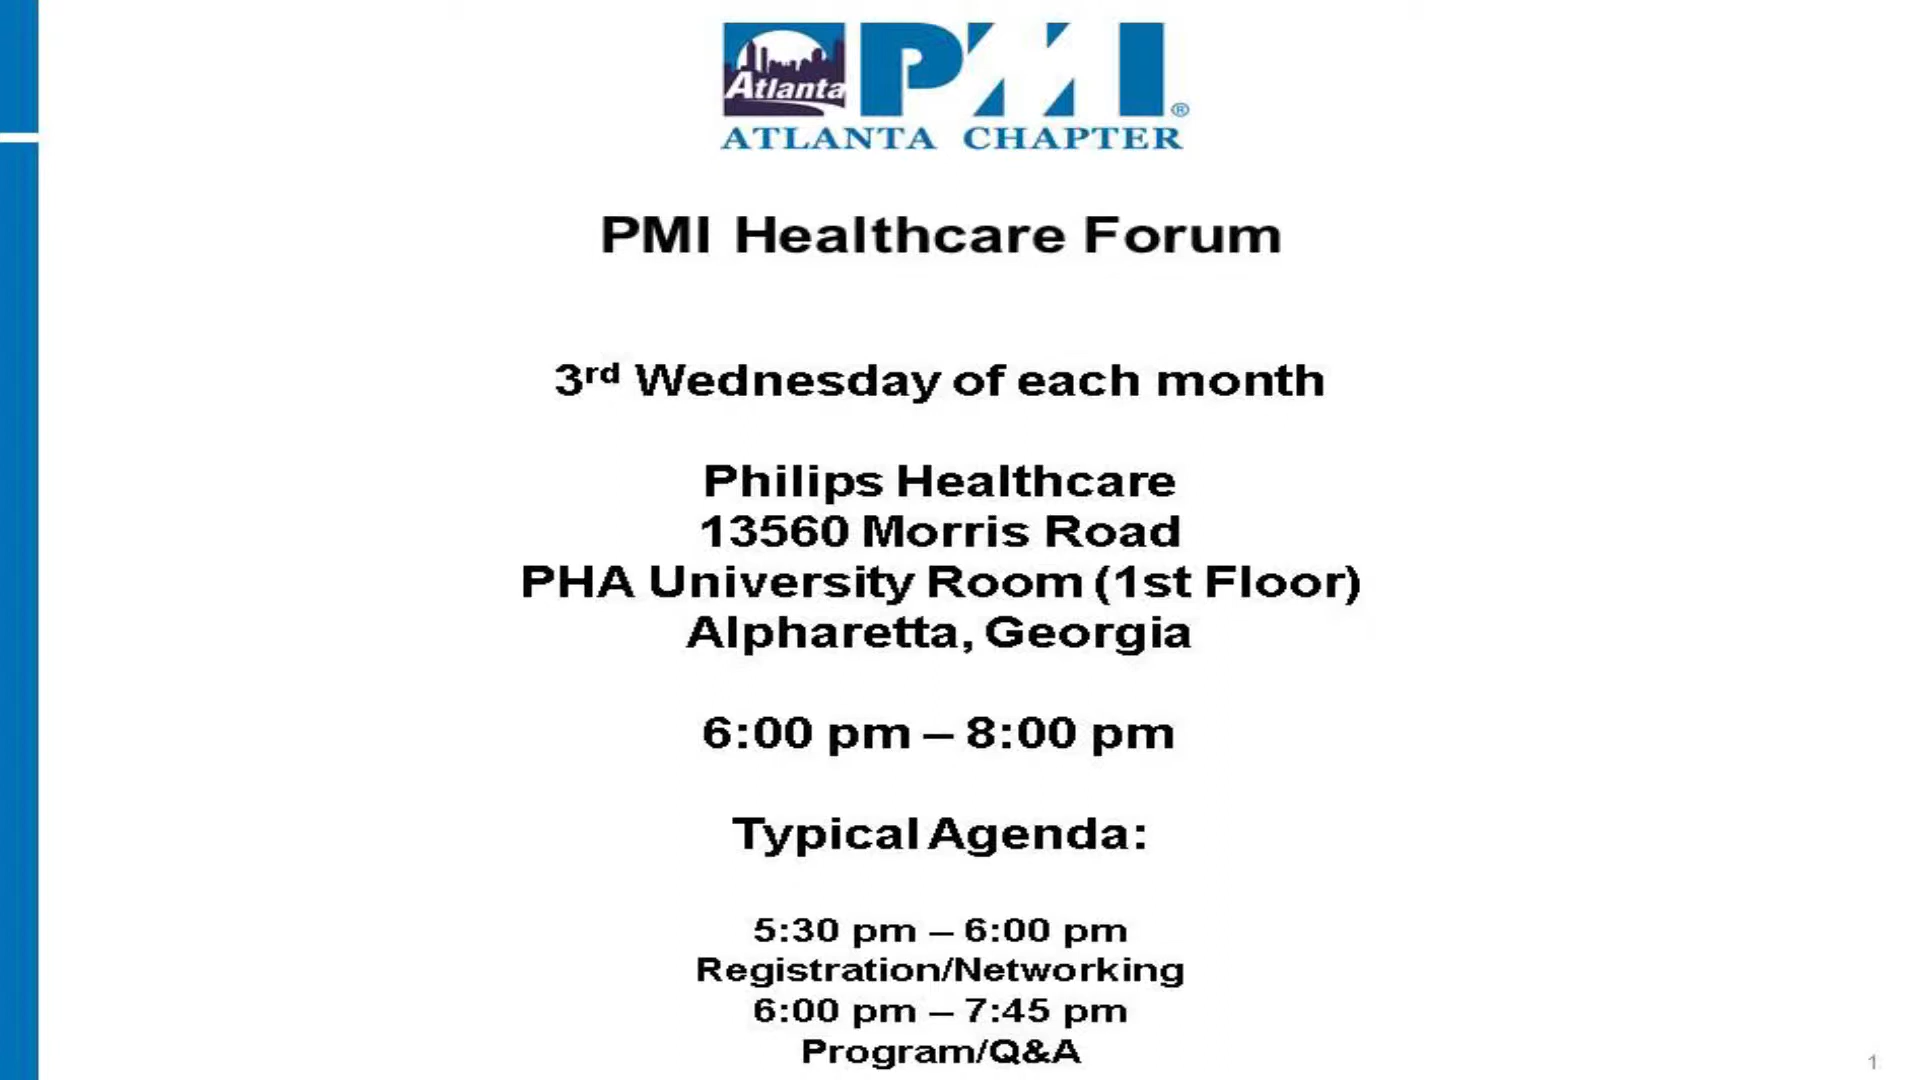 Atlanta PMI®
ATLANTA CHAPTER
PMI Healthcare Forum
3rd Wednesday of each month
Philips Healthcare
13560 Morris Road
PHA University Room (1st Floor)
Alpharetta, Georgia
6:00 pm – 8:00 pm
Typical Agenda:
5:30 pm – 6:00 pm
Registration/Networking
6:00 pm – 7:45 pm
Program/Q&A
1